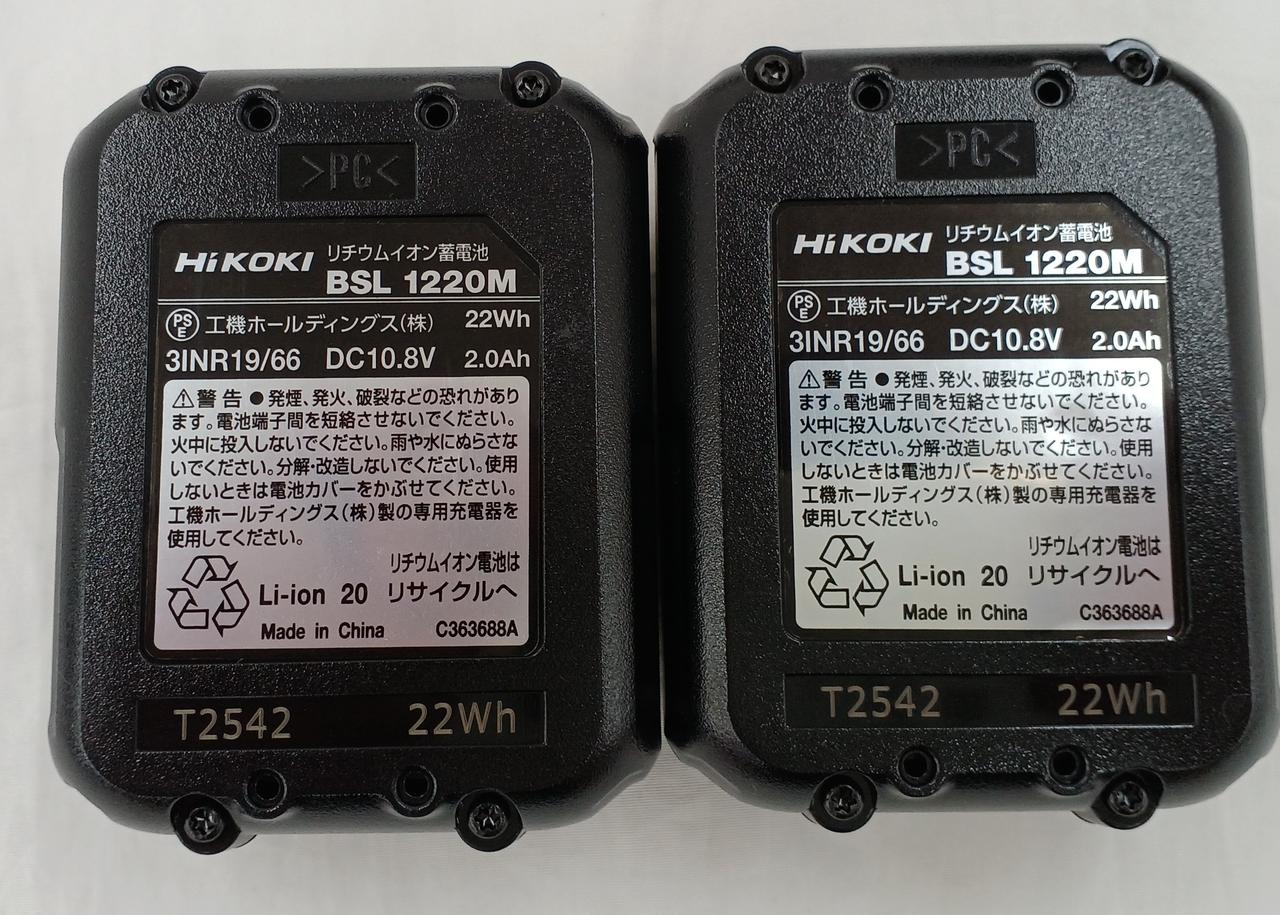 >PC<
HiKOKI リチウムイオン蓄電池
BSL 1220M
PSE 工機ホールディングス(株) 22Wh
3INR19/66 DC10.8V 2.0Ah
⚠警告 ●発煙、発火、破裂などの恐れがあり
ます。電池端子間を短絡させないでください。
火中に投入しないでください。雨や水にぬらさな
いでください。分解・改造しないでください。使用
しないときは電池カバーをかぶせてください。
工機ホールディングス(株)製の専用充電器を
使用してください。
リチウムイオン電池は
Li-ion 20 リサイクルへ
Made in China C363688A
T2542 22Wh
>PC<
HiKOKI リチウムイオン蓄電池
BSL 1220M
PSE 工機ホールディングス(株) 22Wh
3INR19/66 DC10.8V 2.0Ah
⚠警告 ●発煙、発火、破裂などの恐れがあり
ます。電池端子間を短絡させないでください。
火中に投入しないでください。雨や水にぬらさな
いでください。分解・改造しないでください。使用
しないときは電池カバーをかぶせてください。
工機ホールディングス(株)製の専用充電器を
使用してください。
リチウムイオン電池は
Li-ion 20 リサイクルへ
Made in China C363688A
T2542 22Wh